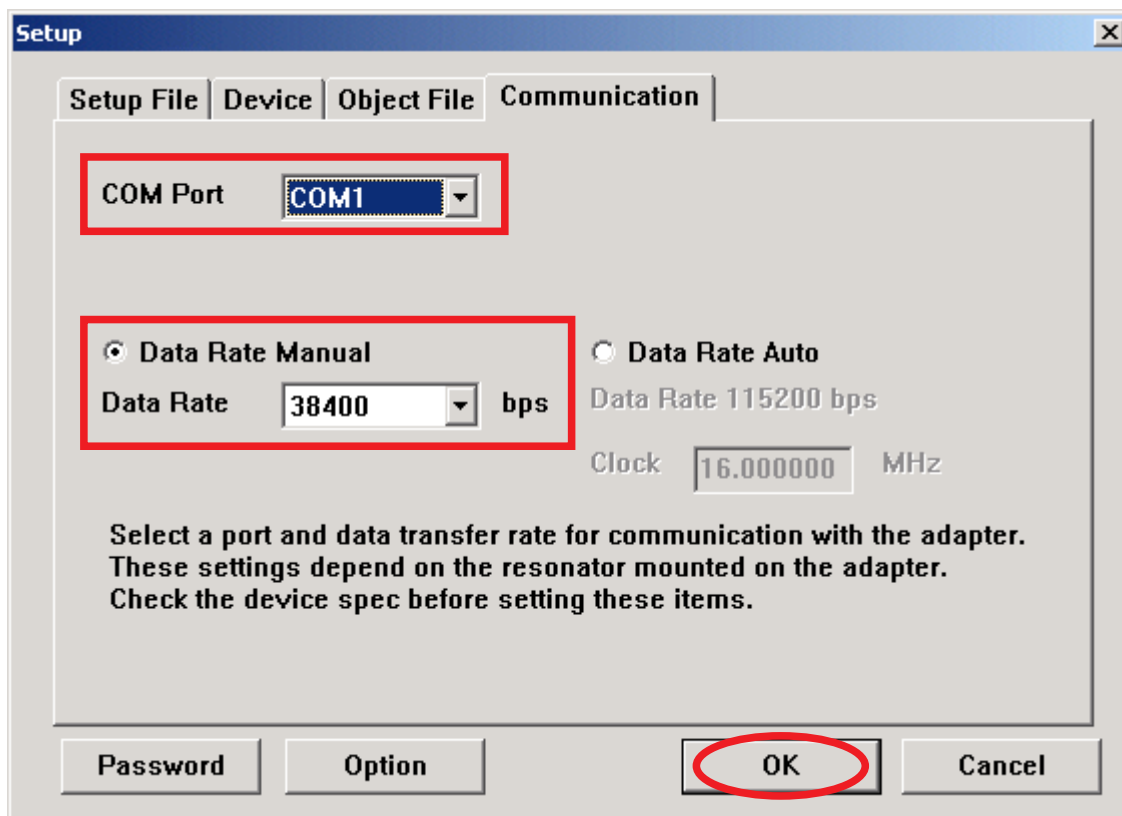 Setup
Setup File Device Object File Communication
COM Port COM1
Data Rate Manual Data Rate Auto
Data Rate 38400 bps Data Rate 115200 bps
Clock 16.000000 MHz
Select a port and data transfer rate for communication with the adapter.
These settings depend on the resonator mounted on the adapter.
Check the device spec before setting these items.
Password Option OK Cancel